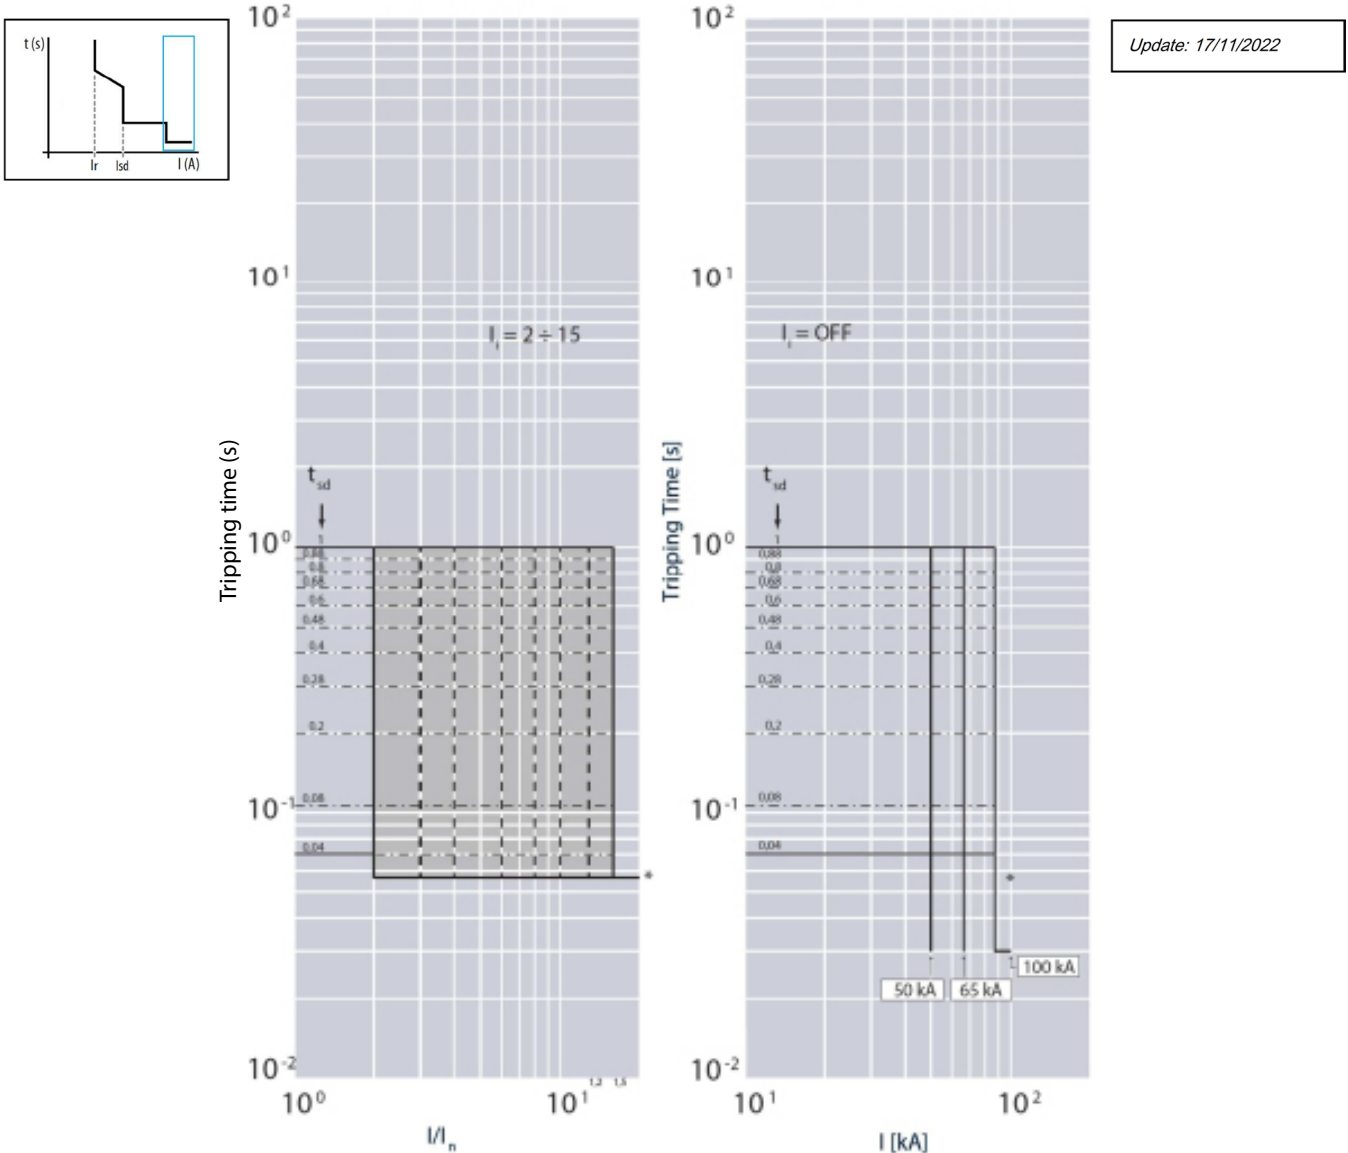 t (s)
Ir
Isd
I (A)
Update: 17/11/2022
10²
10¹
10⁰
10⁻¹
10⁻²
Tripping time (s)
Iᵢ = 2 ÷ 15
t sd
1
0,88
0,8
0,68
0,6
0,48
0,4
0,28
0,2
0,08
0,04
*
10⁰
10¹
1,2
1,5
I/Iₙ
10²
10¹
10⁰
10⁻¹
10⁻²
Tripping Time [s]
Iᵢ = OFF
t sd
1
0,88
0,8
0,68
0,6
0,48
0,4
0,28
0,2
0,08
0,04
*
50 kA
65 kA
100 kA
10¹
10²
I [kA]